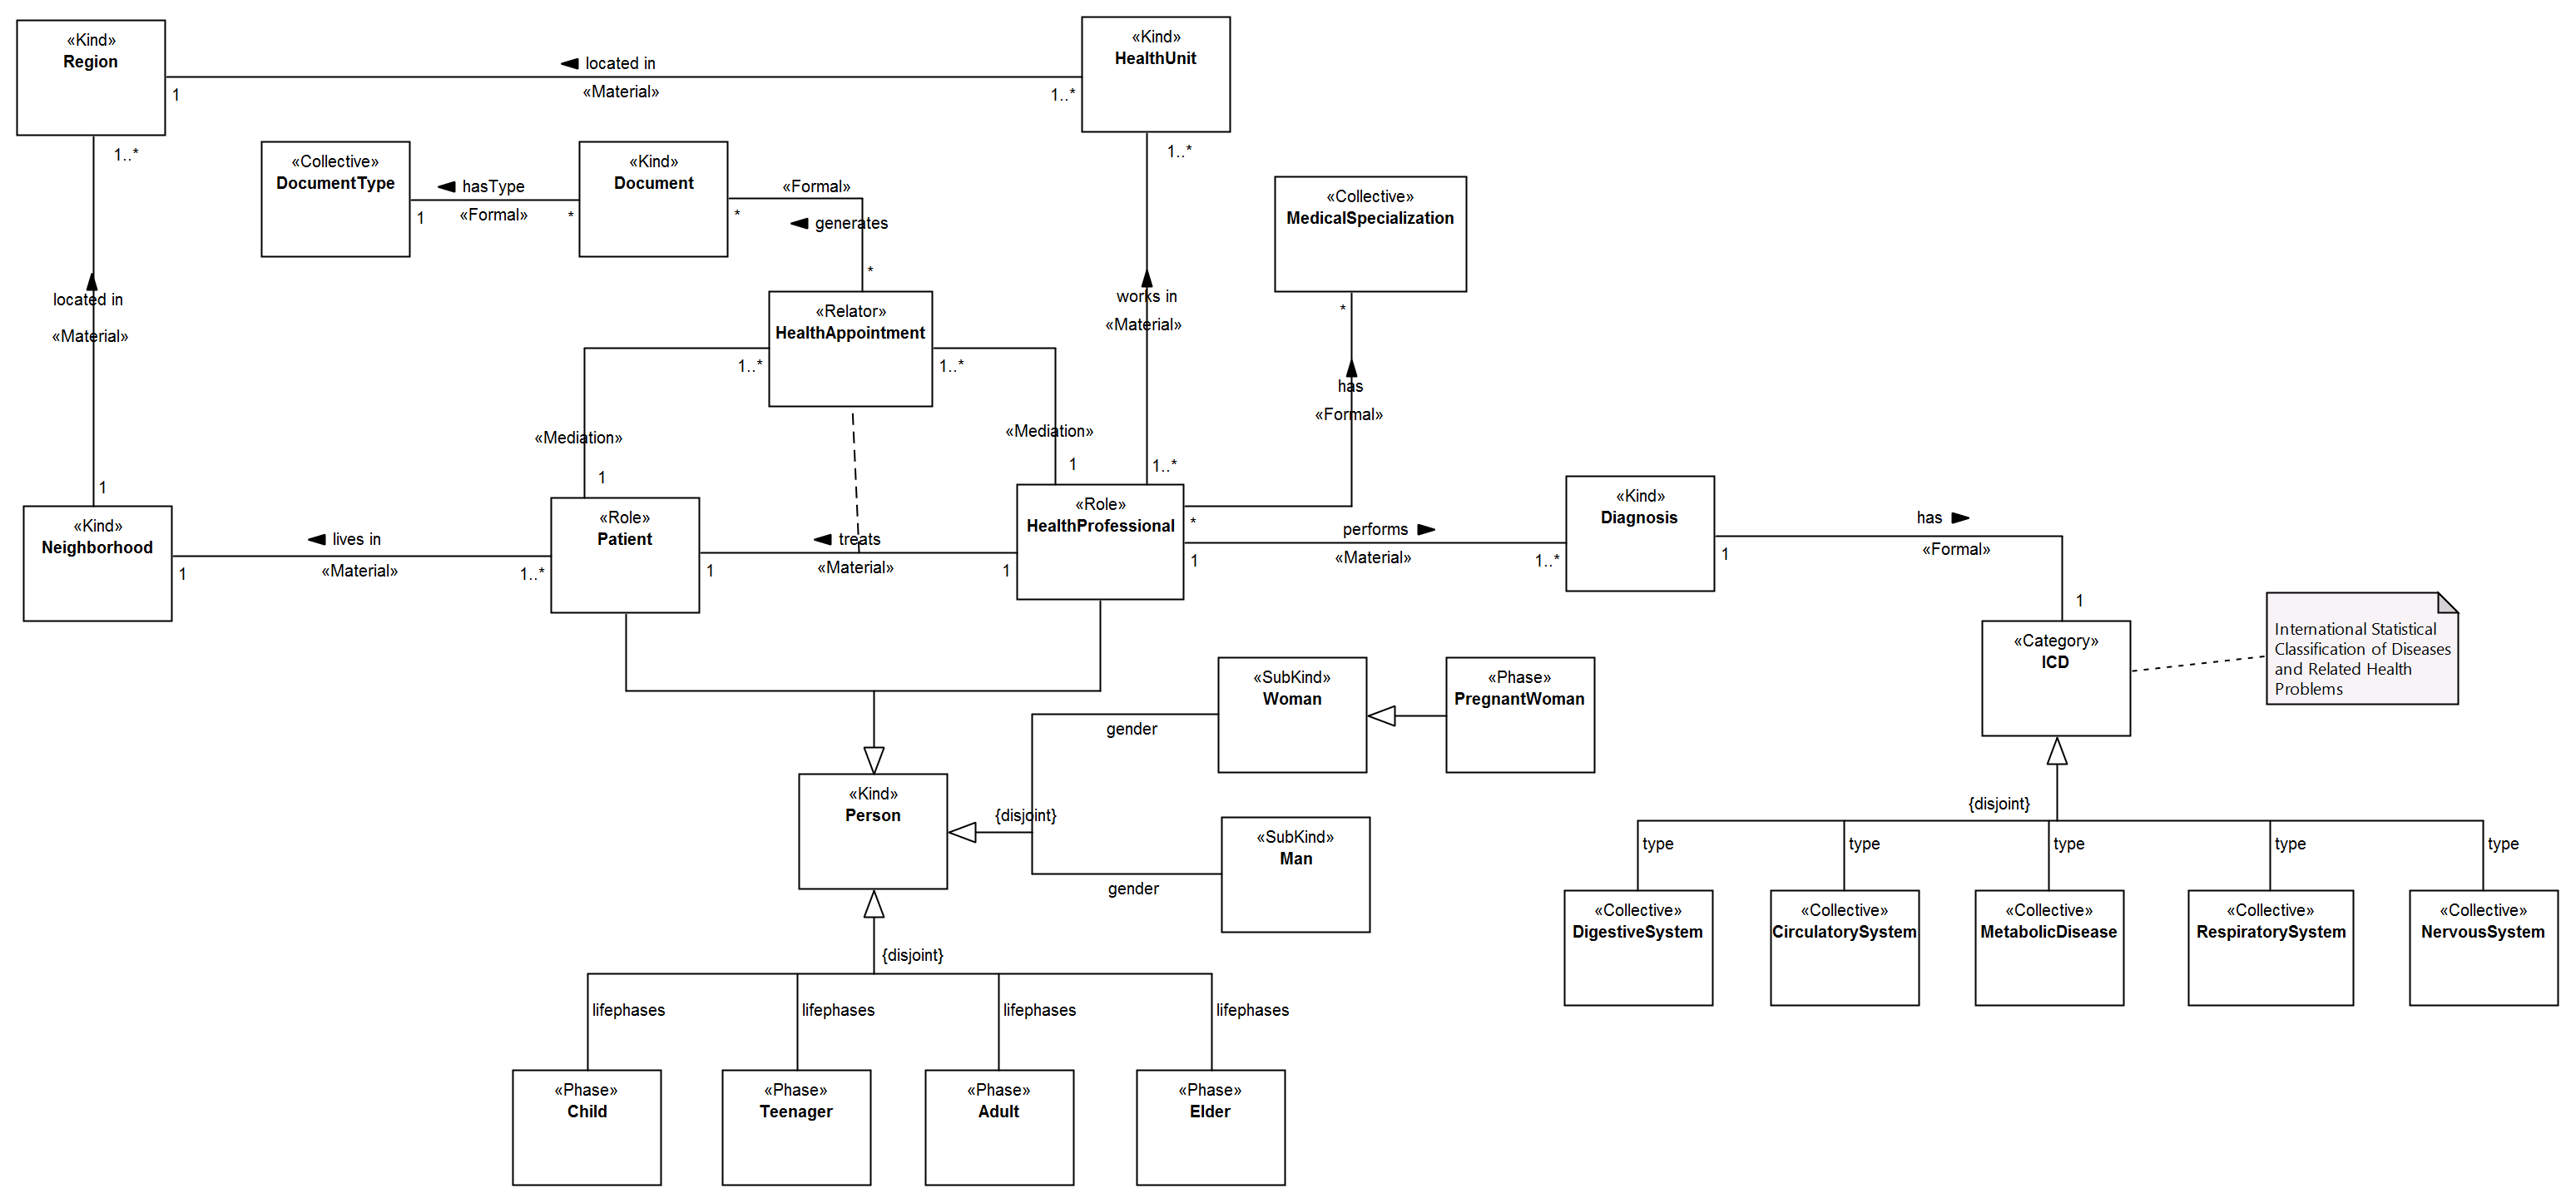 «Kind»
Region
◄ located in
«Material»
1
1..*
«Kind»
HealthUnit
1..*
1..*
«Collective»
DocumentType
◄ hasType
«Formal»
1
*
«Kind»
Document
«Formal»
*
◄ generates
*
«Collective»
MedicalSpecialization
*
located in
«Material»
1
«Relator»
HealthAppointment
1..*
1..*
works in
«Material»
1..*
has
«Formal»
*
«Mediation»
1
«Mediation»
1
«Kind»
Neighborhood
◄ lives in
«Material»
1
1..*
«Role»
Patient
◄ treats
«Material»
1
1
«Role»
HealthProfessional
performs ►
«Material»
1
1..*
«Kind»
Diagnosis
has ►
«Formal»
1
1
«Category»
ICD
International Statistical
Classification of Diseases
and Related Health
Problems
«SubKind»
Woman
«Phase»
PregnantWoman
gender
«Kind»
Person
{disjoint}
«SubKind»
Man
gender
{disjoint}
type
type
type
type
type
«Collective»
DigestiveSystem
«Collective»
CirculatorySystem
«Collective»
MetabolicDisease
«Collective»
RespiratorySystem
«Collective»
NervousSystem
{disjoint}
lifephases
lifephases
lifephases
lifephases
«Phase»
Child
«Phase»
Teenager
«Phase»
Adult
«Phase»
Elder